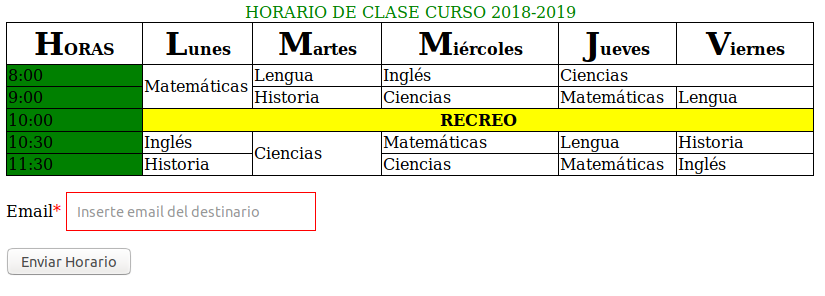 HORARIO DE CLASE CURSO 2018-2019
HORAS Lunes Martes Miércoles Jueves Viernes
8:00 Matemáticas Lengua Inglés Ciencias
9:00 Historia Ciencias Matemáticas Lengua
10:00 RECREO
10:30 Inglés Ciencias Matemáticas Lengua Historia
11:30 Historia Ciencias Matemáticas Inglés
Email* Inserte email del destinario
Enviar Horario